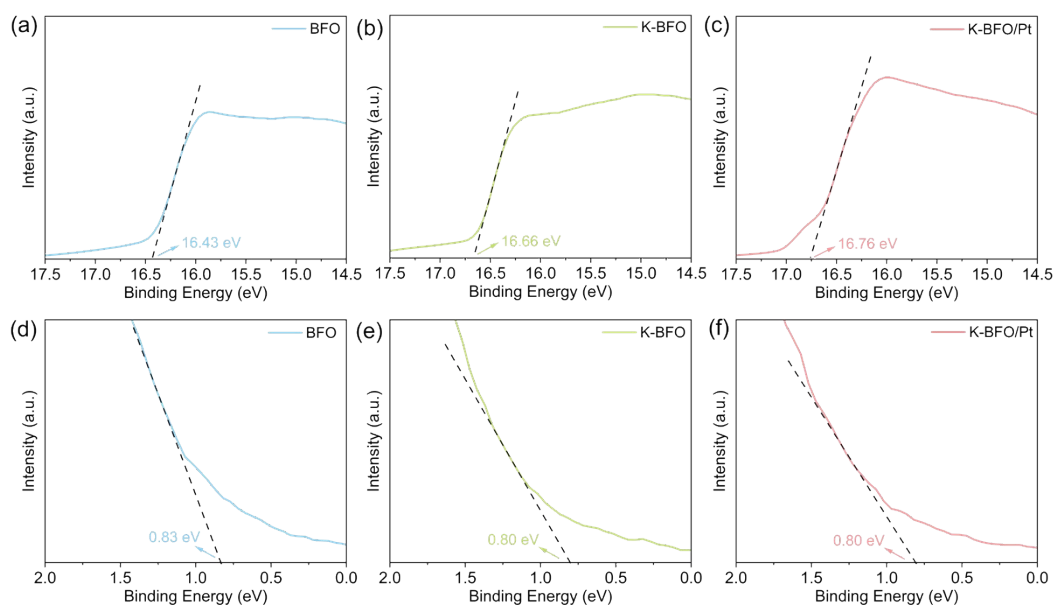 (a)
BFO
Intensity (a.u.)
16.43 eV
17.5 17.0 16.5 16.0 15.5 15.0 14.5
Binding Energy (eV)
(b)
K-BFO
Intensity (a.u.)
16.66 eV
17.5 17.0 16.5 16.0 15.5 15.0 14.5
Binding Energy (eV)
(c)
K-BFO/Pt
Intensity (a.u.)
16.76 eV
17.5 17.0 16.5 16.0 15.5 15.0 14.5
Binding Energy (eV)
(d)
BFO
Intensity (a.u.)
0.83 eV
2.0 1.5 1.0 0.5 0.0
Binding Energy (eV)
(e)
K-BFO
Intensity (a.u.)
0.80 eV
2.0 1.5 1.0 0.5 0.0
Binding Energy (eV)
(f)
K-BFO/Pt
Intensity (a.u.)
0.80 eV
2.0 1.5 1.0 0.5 0.0
Binding Energy (eV)